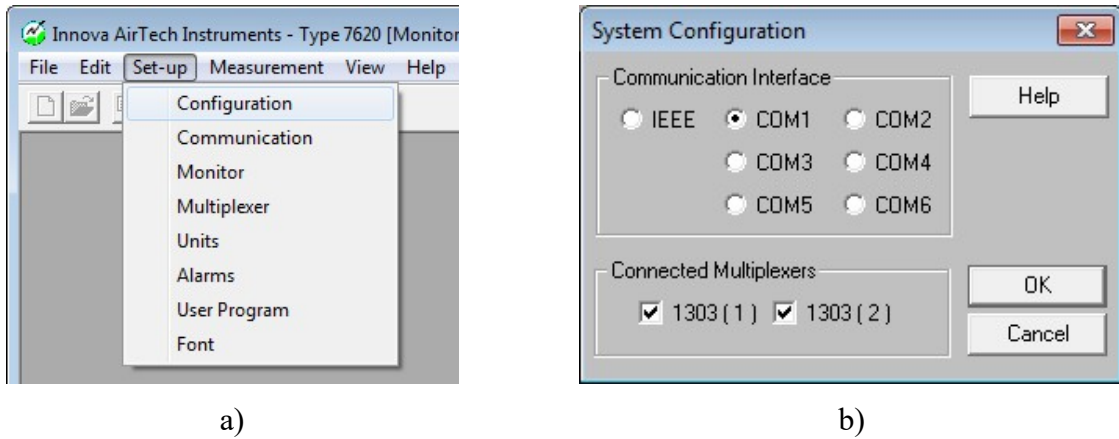 Innova AirTech Instruments - Type 7620 [Monitor
File Edit Set-up Measurement View Help
Configuration
Communication
Monitor
Multiplexer
Units
Alarms
User Program
Font
a)
System Configuration
Communication Interface
IEEE COM1 COM2
COM3 COM4
COM5 COM6
Help
Connected Multiplexers
1303 ( 1 ) 1303 ( 2 )
OK
Cancel
b)